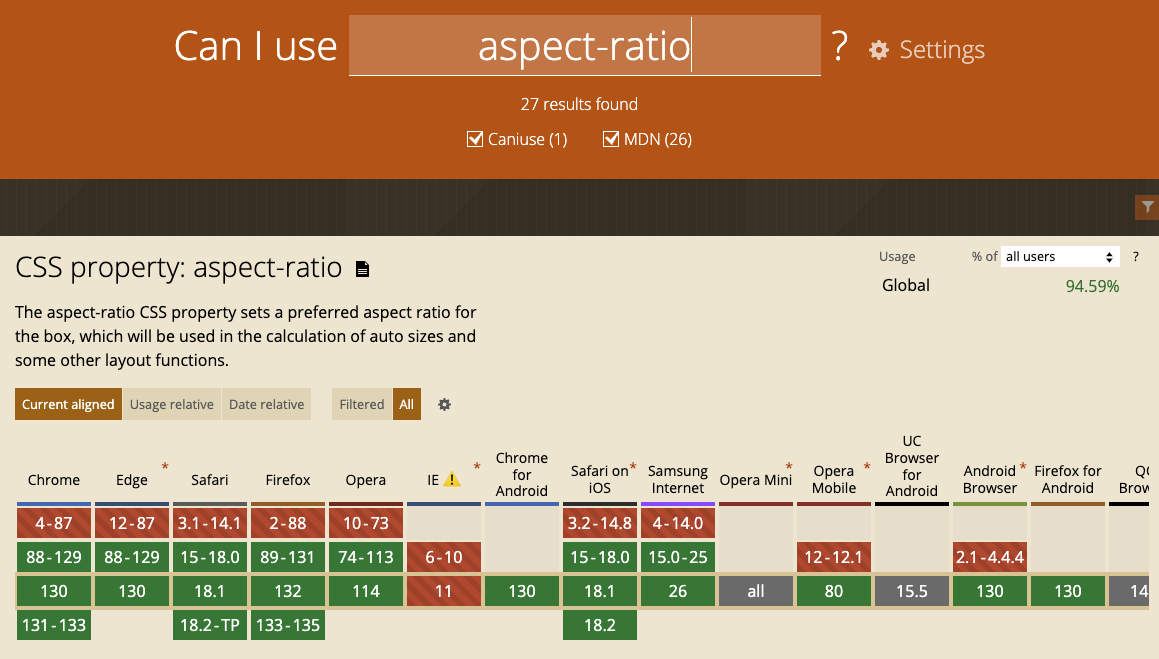 Can I use aspect-ratio ? Settings
27 results found
Caniuse (1) MDN (26)
CSS property: aspect-ratio
Usage % of all users ?
Global 94.59%
The aspect-ratio CSS property sets a preferred aspect ratio for
the box, which will be used in the calculation of auto sizes and
some other layout functions.
Current aligned Usage relative Date relative Filtered All
Chrome
Edge *
Safari
Firefox
Opera
IE *
Chrome
for
Android
Safari on *
iOS
Samsung
Internet
Opera Mini *
Opera *
Mobile
UC
Browser
for
Android
Android *
Browser
Firefox for
Android
QQ
Brow
4-87 12-87 3.1-14.1 2-88 10-73 3.2-14.8 4-14.0
88-129 88-129 15-18.0 89-131 74-113 6-10 15-18.0 15.0-25 12-12.1 2.1-4.4.4
130 130 18.1 132 114 11 130 18.1 26 all 80 15.5 130 130 14
131-133 18.2-TP 133-135 18.2